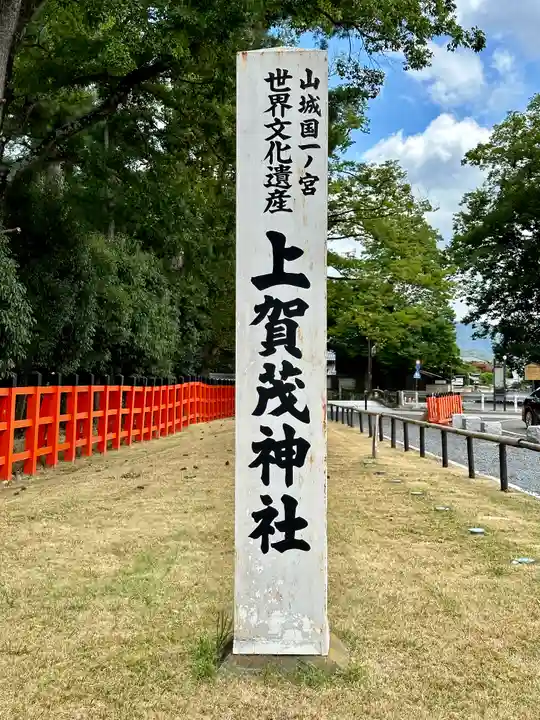 山城国一ノ宮
世界文化遺産
上賀茂神社